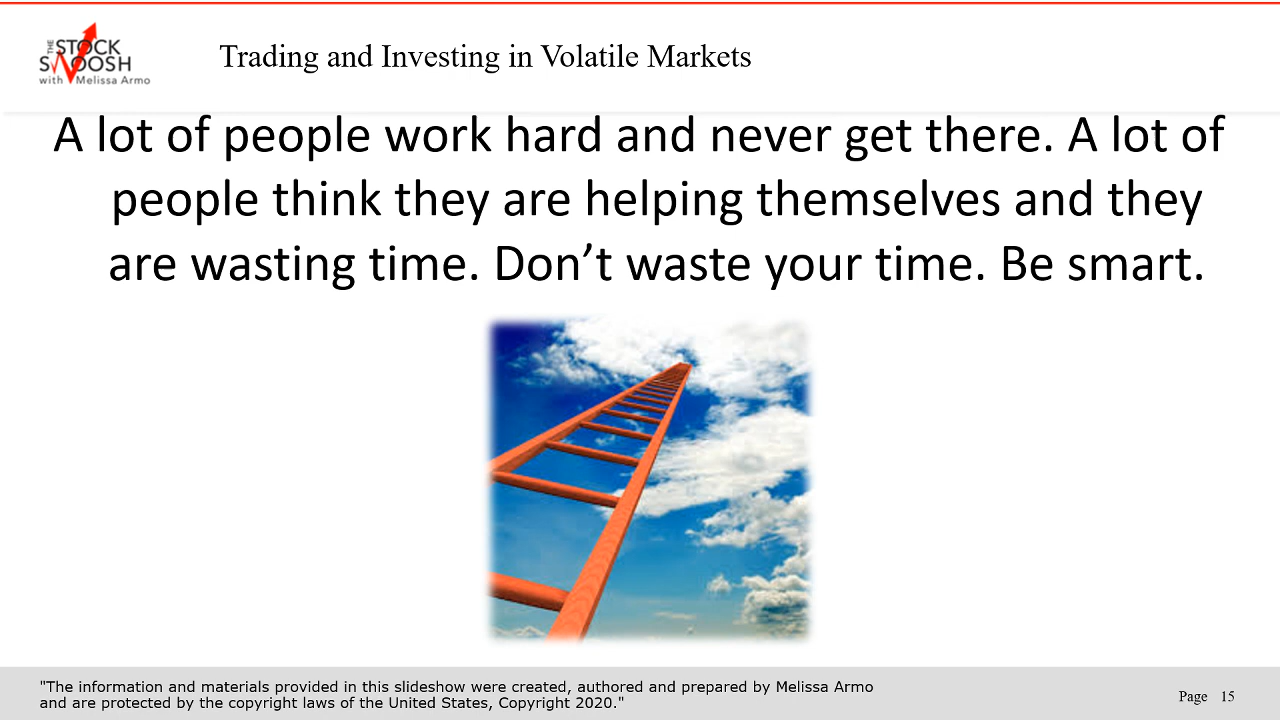 THE STOCK
SWOOSH
with Melissa Armo
Trading and Investing in Volatile Markets
A lot of people work hard and never get there. A lot of
people think they are helping themselves and they
are wasting time. Don’t waste your time. Be smart.
"The information and materials provided in this slideshow were created, authored and prepared by Melissa Armo
and are protected by the copyright laws of the United States, Copyright 2020."
Page 15